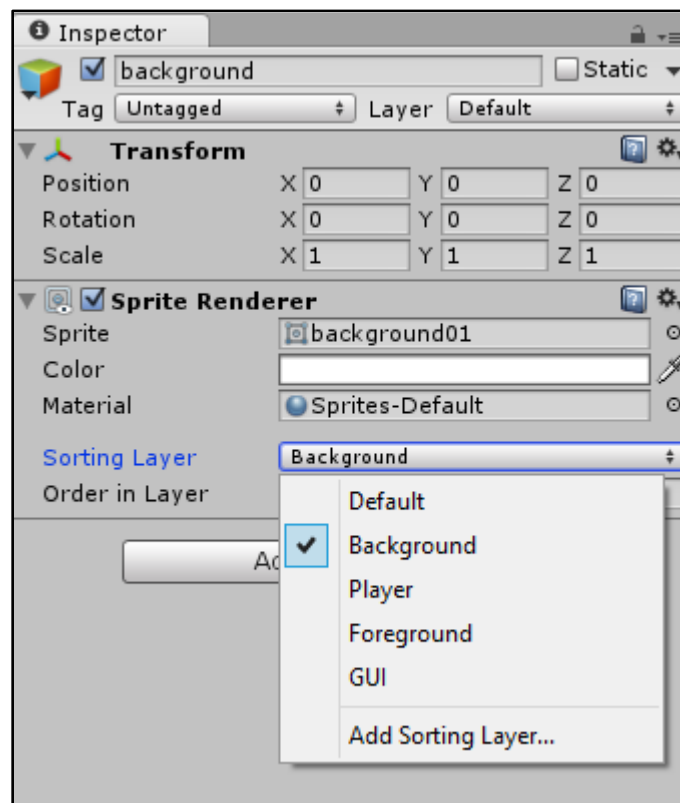 Inspector
background Static
Tag Untagged Layer Default
Transform
Position X 0 Y 0 Z 0
Rotation X 0 Y 0 Z 0
Scale X 1 Y 1 Z 1
Sprite Renderer
Sprite background01
Color
Material Sprites-Default
Sorting Layer Background
Order in Layer
Default
Background
Player
Foreground
GUI
Add Sorting Layer...